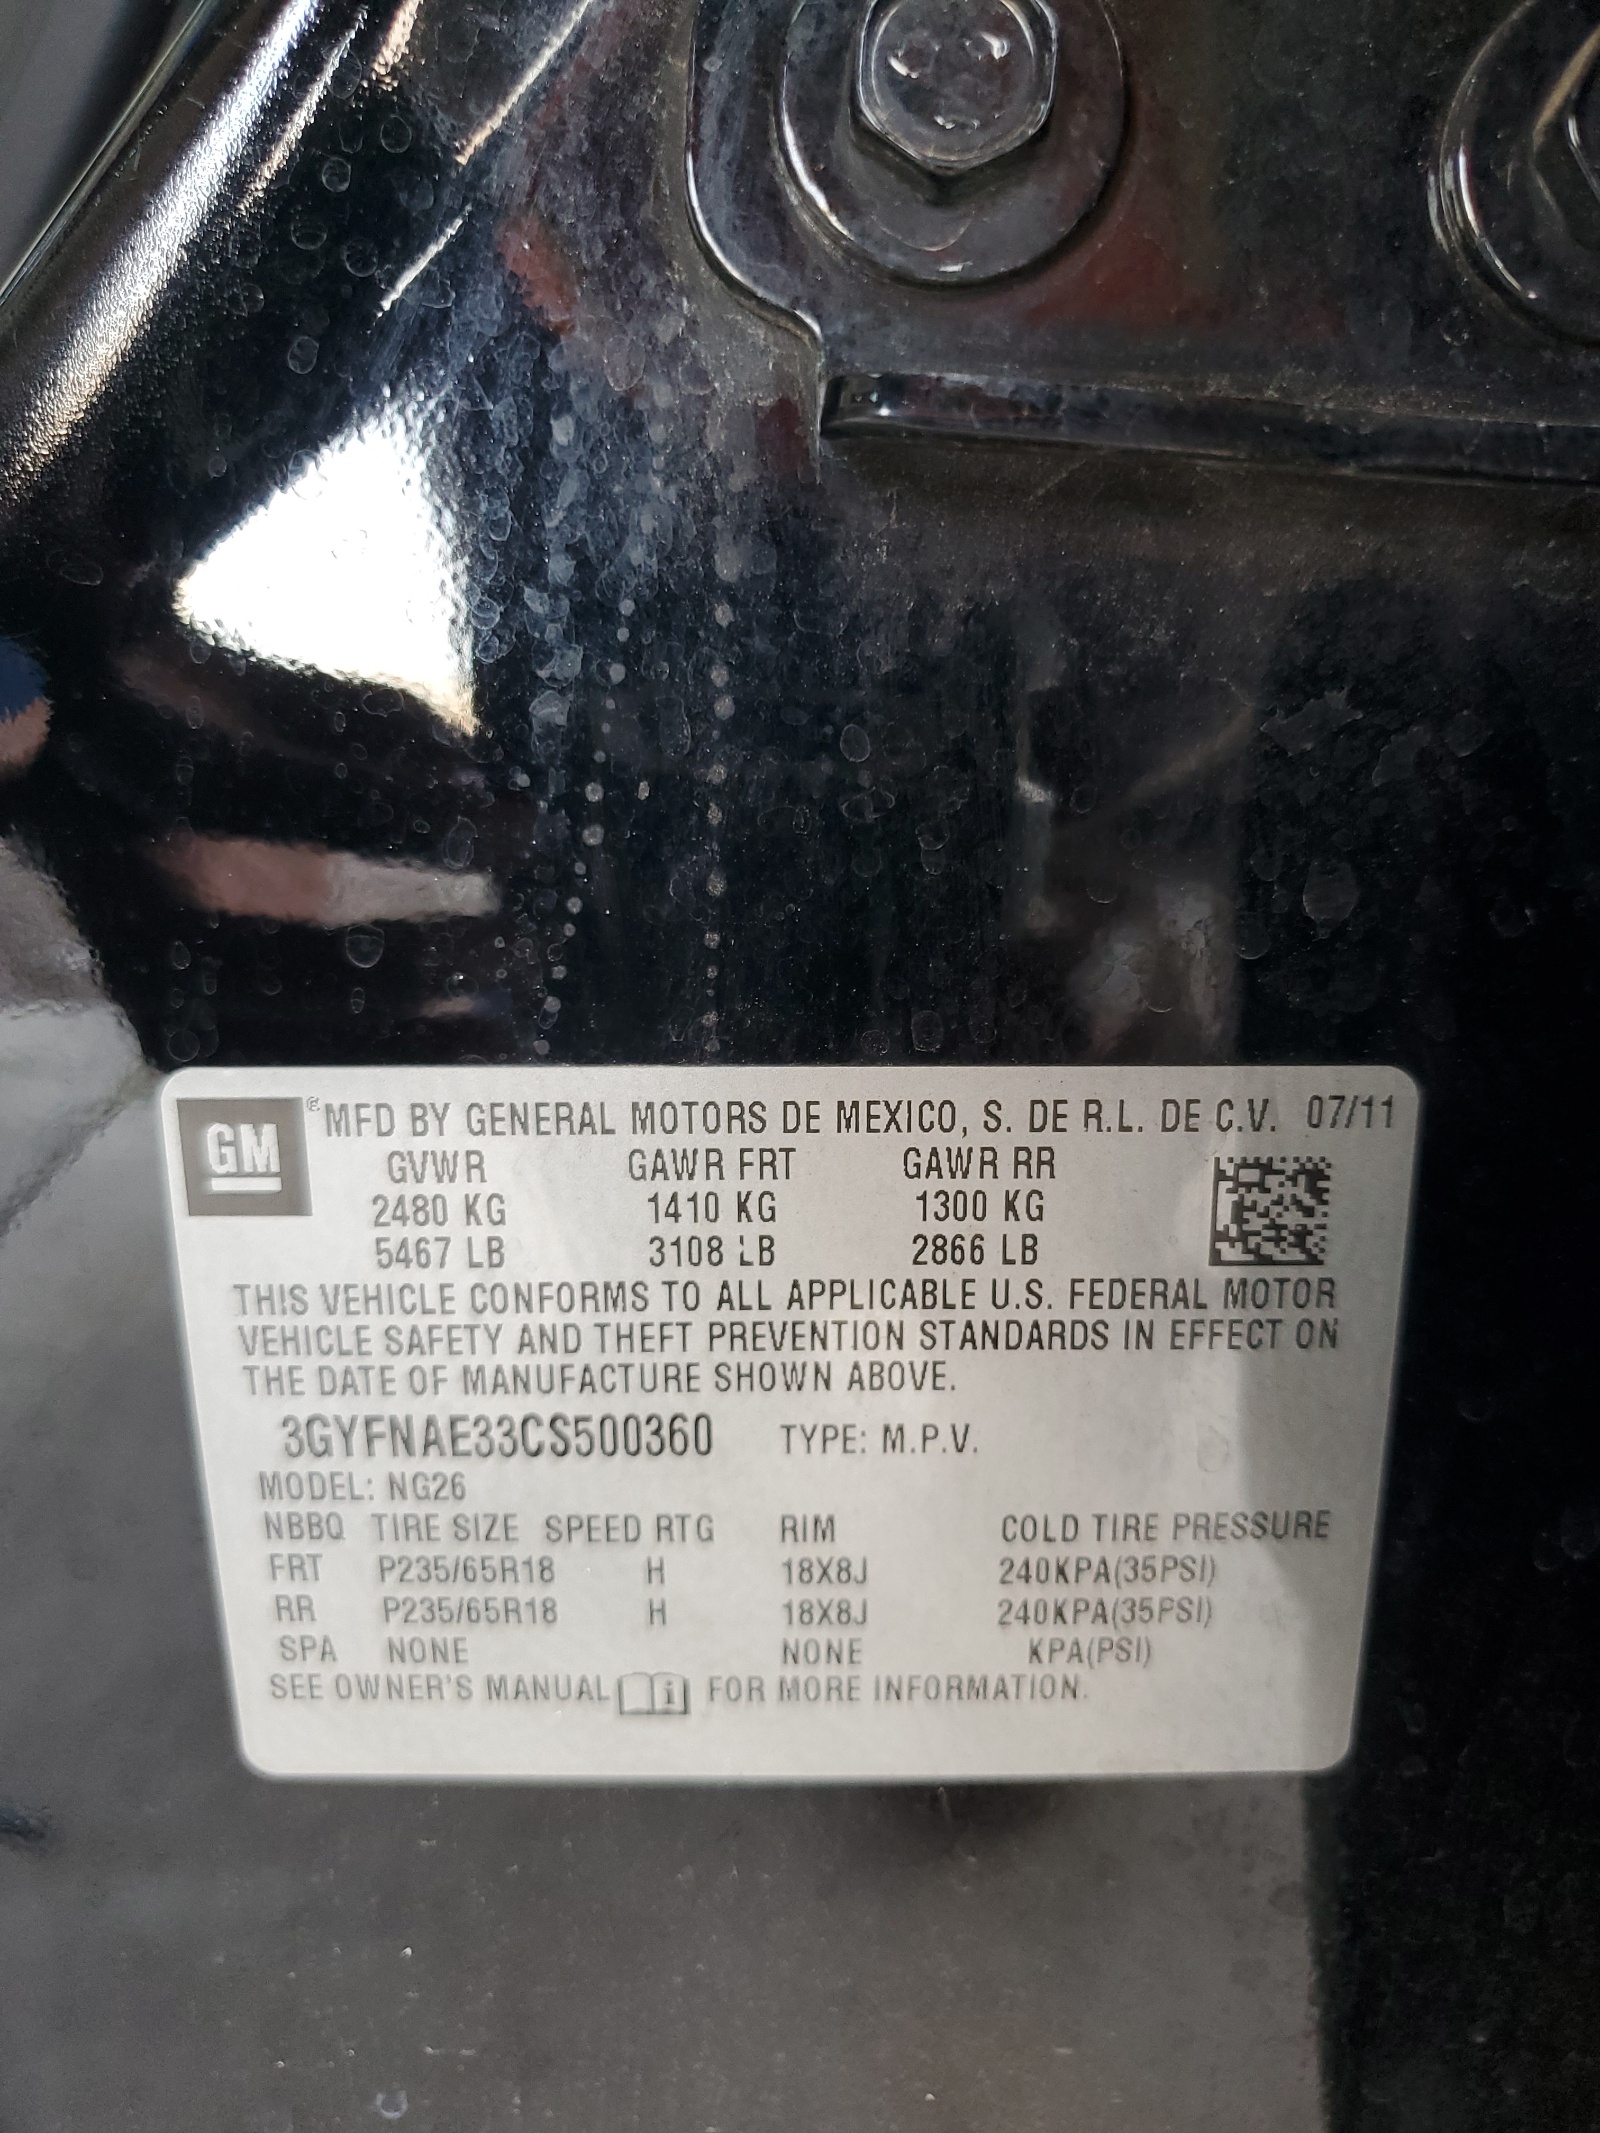 GM ® MFD BY GENERAL MOTORS DE MEXICO, S. DE R.L. DE C.V. 07/11
GVWR GAWR FRT GAWR RR
2480 KG 1410 KG 1300 KG
5467 LB 3108 LB 2866 LB
THIS VEHICLE CONFORMS TO ALL APPLICABLE U.S. FEDERAL MOTOR
VEHICLE SAFETY AND THEFT PREVENTION STANDARDS IN EFFECT ON
THE DATE OF MANUFACTURE SHOWN ABOVE.
3GYFNAE33CS500360 TYPE: M.P.V.
MODEL: NG26
NBBQ TIRE SIZE SPEED RTG RIM COLD TIRE PRESSURE
FRT P235/65R18 H 18X8J 240KPA(35PSI)
RR P235/65R18 H 18X8J 240KPA(35PSI)
SPA NONE NONE KPA(PSI)
SEE OWNER'S MANUAL i FOR MORE INFORMATION.